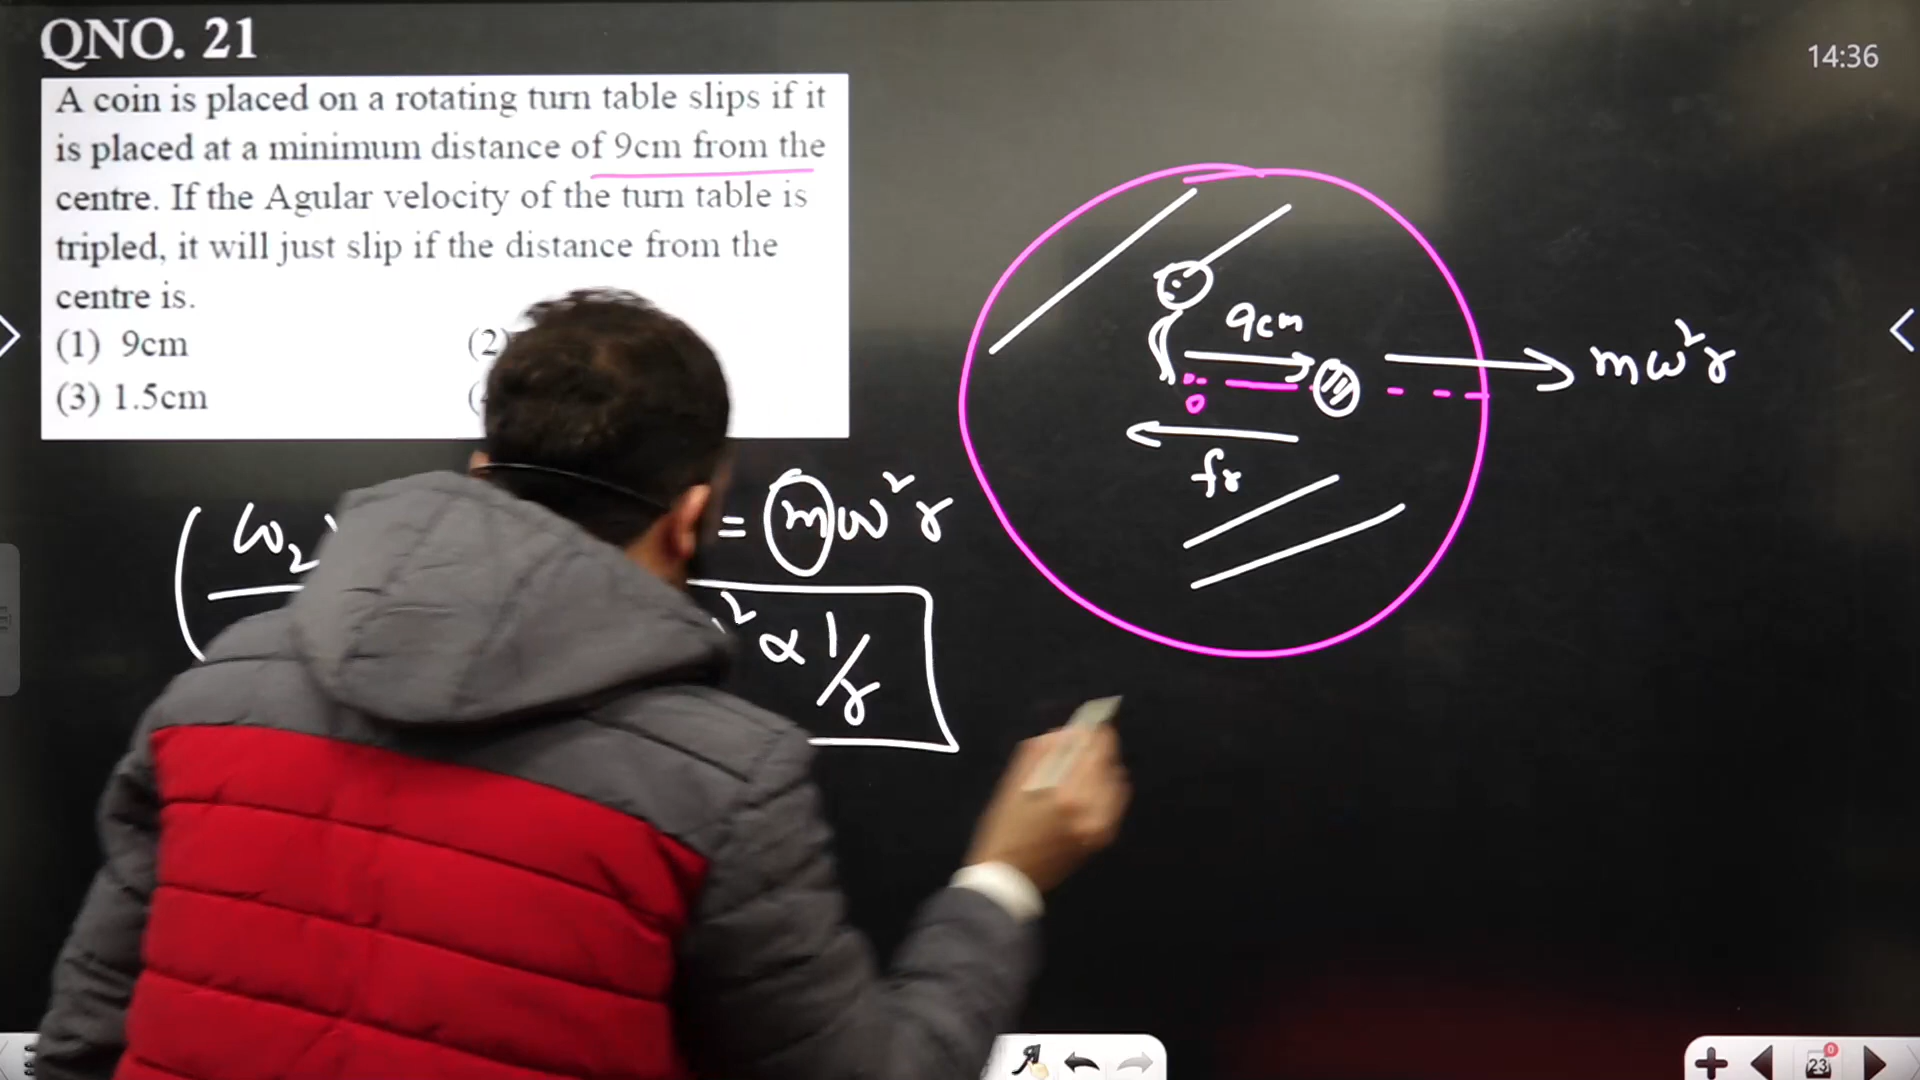 QNO. 21
14:36
A coin is placed on a rotating turn table slips if it
is placed at a minimum distance of 9cm from the
centre. If the Agular velocity of the turn table is
tripled, it will just slip if the distance from the
centre is.
(1) 9cm
(2)
(3) 1.5cm
9cm
mω²r
o
fr
(ω₂
= mω²r
² ∝ 1/r
23
0